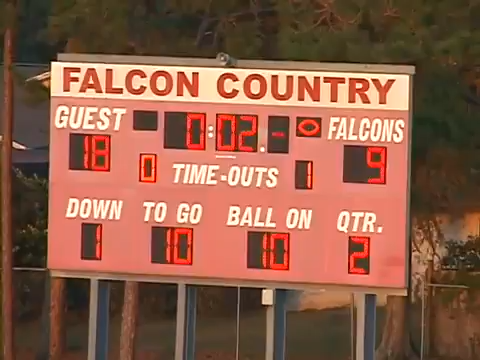 FALCON COUNTRY
GUEST 0:02.- FALCONS
18 0 TIME-OUTS 1 9
DOWN TO GO BALL ON QTR.
1 10 10 2